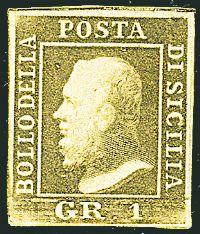 BOLLO DELLA
POSTA
DI SICILIA
GR. 1